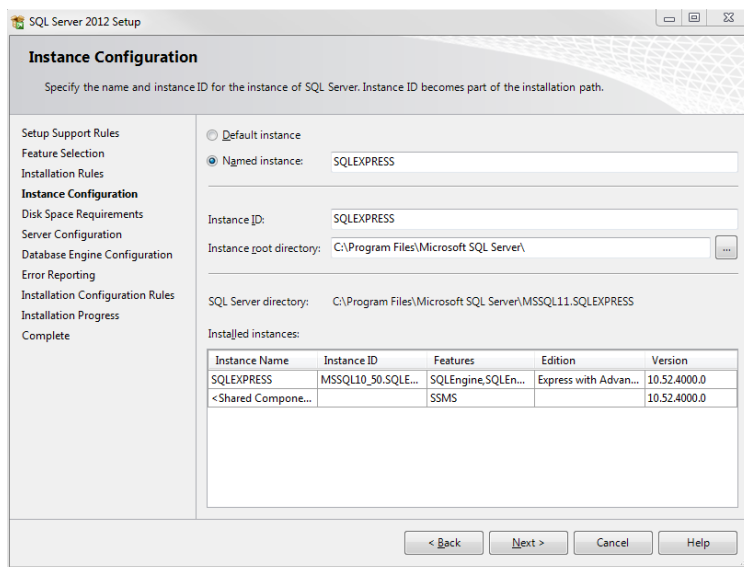 SQL Server 2012 Setup
Instance Configuration
Specify the name and instance ID for the instance of SQL Server. Instance ID becomes part of the installation path.
Setup Support Rules
Feature Selection
Installation Rules
Instance Configuration
Disk Space Requirements
Server Configuration
Database Engine Configuration
Error Reporting
Installation Configuration Rules
Installation Progress
Complete
Default instance
Named instance: SQLEXPRESS
Instance ID: SQLEXPRESS
Instance root directory: C:\Program Files\Microsoft SQL Server\ ...
SQL Server directory: C:\Program Files\Microsoft SQL Server\MSSQL11.SQLEXPRESS
Installed instances:
Instance Name Instance ID Features Edition Version
SQLEXPRESS MSSQL10_50.SQLE... SQLEngine,SQLEn... Express with Advan... 10.52.4000.0
<Shared Compone... SSMS 10.52.4000.0
< Back Next > Cancel Help